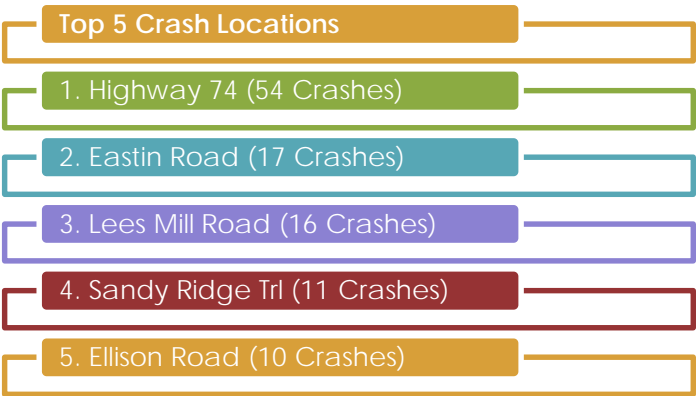 Top 5 Crash Locations
1. Highway 74 (54 Crashes)
2. Eastin Road (17 Crashes)
3. Lees Mill Road (16 Crashes)
4. Sandy Ridge Trl (11 Crashes)
5. Ellison Road (10 Crashes)